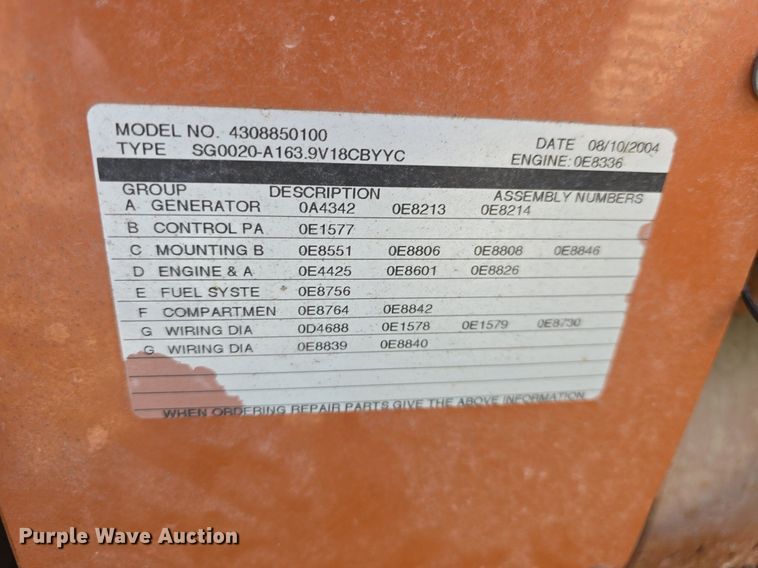 MODEL NO. 4308850100
DATE 08/10/2004
TYPE SG0020-A163.9V18CBYYC
ENGINE: 0E8336
GROUP DESCRIPTION ASSEMBLY NUMBERS
A GENERATOR 0A4342 0E8213 0E8214
B CONTROL PA 0E1577
C MOUNTING B 0E8551 0E8806 0E8808 0E8846
D ENGINE & A 0E4425 0E8601 0E8826
E FUEL SYSTE 0E8756
F COMPARTMEN 0E8764 0E8842
G WIRING DIA 0D4688 0E1578 0E1579 0E8730
G WIRING DIA 0E8839 0E8840
WHEN ORDERING REPAIR PARTS GIVE THE ABOVE INFORMATION
Purple Wave Auction